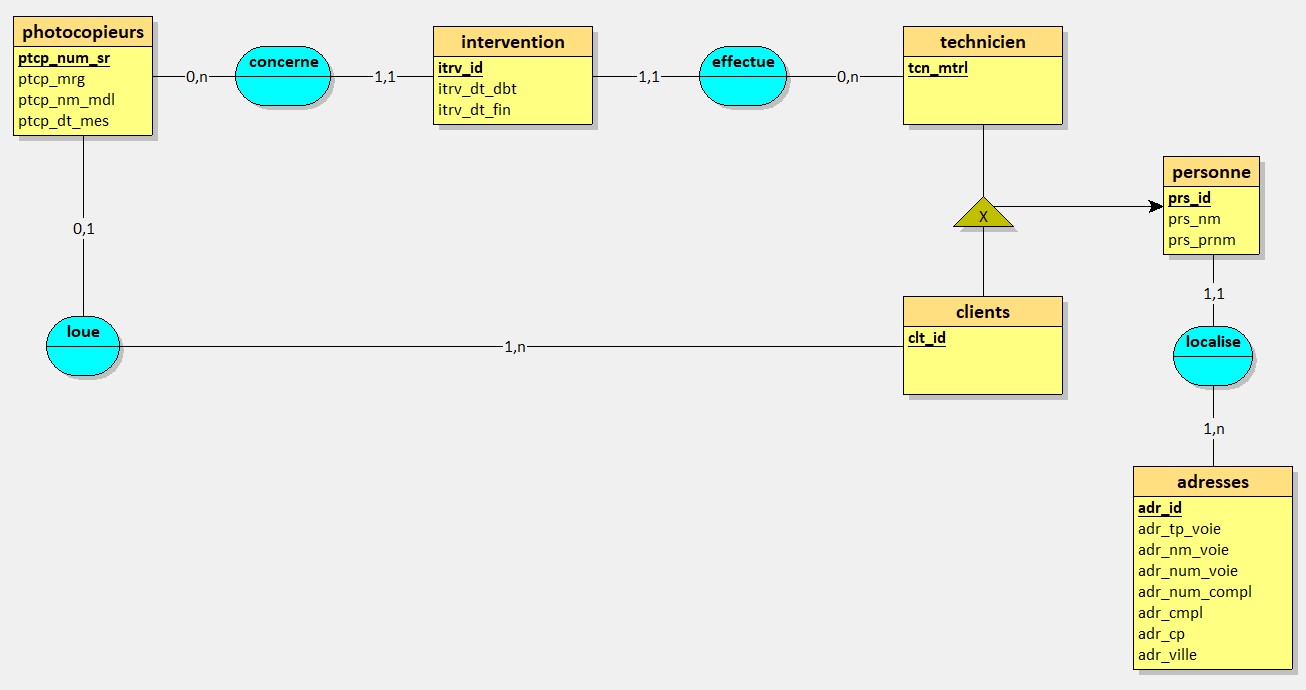 photocopieurs
ptcp_num_sr
ptcp_mrg
ptcp_nm_mdl
ptcp_dt_mes
0,n
concerne
1,1
intervention
itrv_id
itrv_dt_dbt
itrv_dt_fin
1,1
effectue
0,n
technicien
tcn_mtrl
X
personne
prs_id
prs_nm
prs_prnm
0,1
loue
1,n
clients
clt_id
1,1
localise
1,n
adresses
adr_id
adr_tp_voie
adr_nm_voie
adr_num_voie
adr_num_compl
adr_cmpl
adr_cp
adr_ville